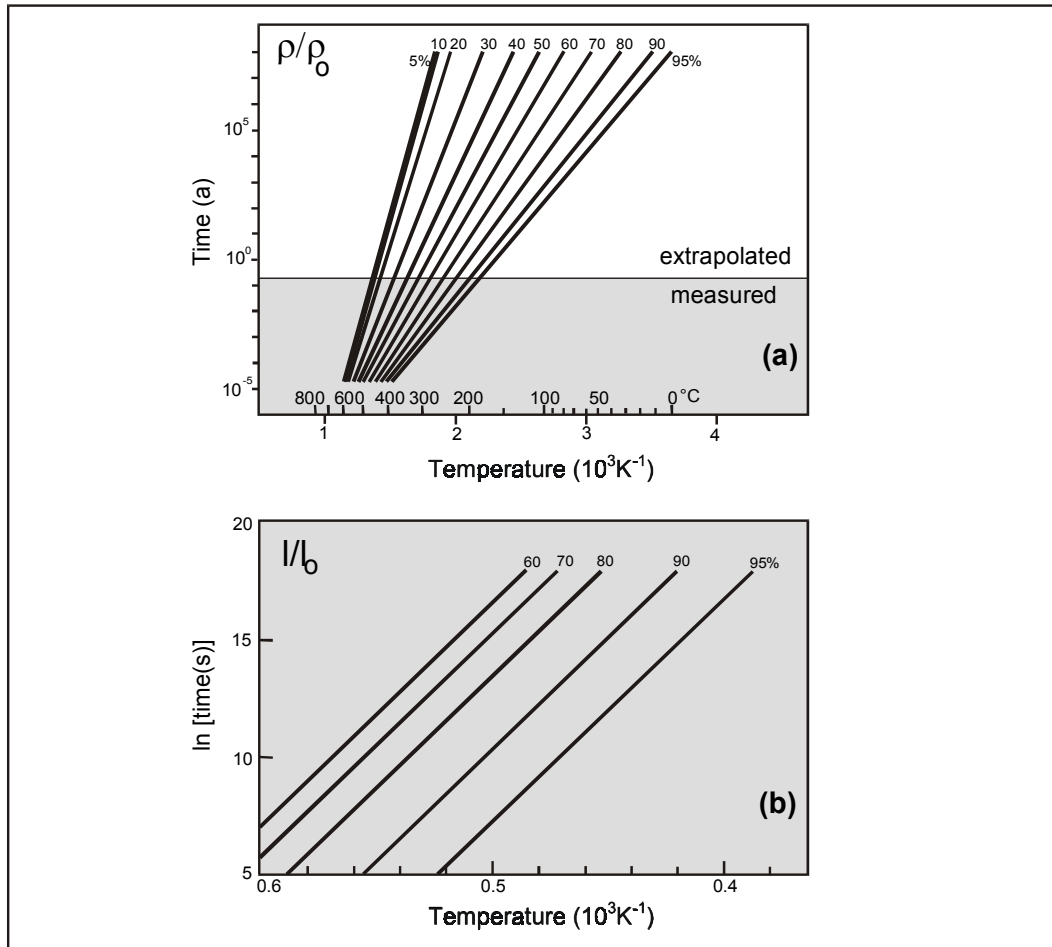 ρ/ρo
5% 10 20 30 40 50 60 70 80 90 95%
10^5
10^0
10^-5
Time (a)
extrapolated
measured
(a)
800 600 400 300 200 100 50 0 °C
1 2 3 4
Temperature (10^3K^-1)
l/lo
60 70 80 90 95%
20
15
10
5
ln [time(s)]
(b)
0.6 0.5 0.4
Temperature (10^3K^-1)